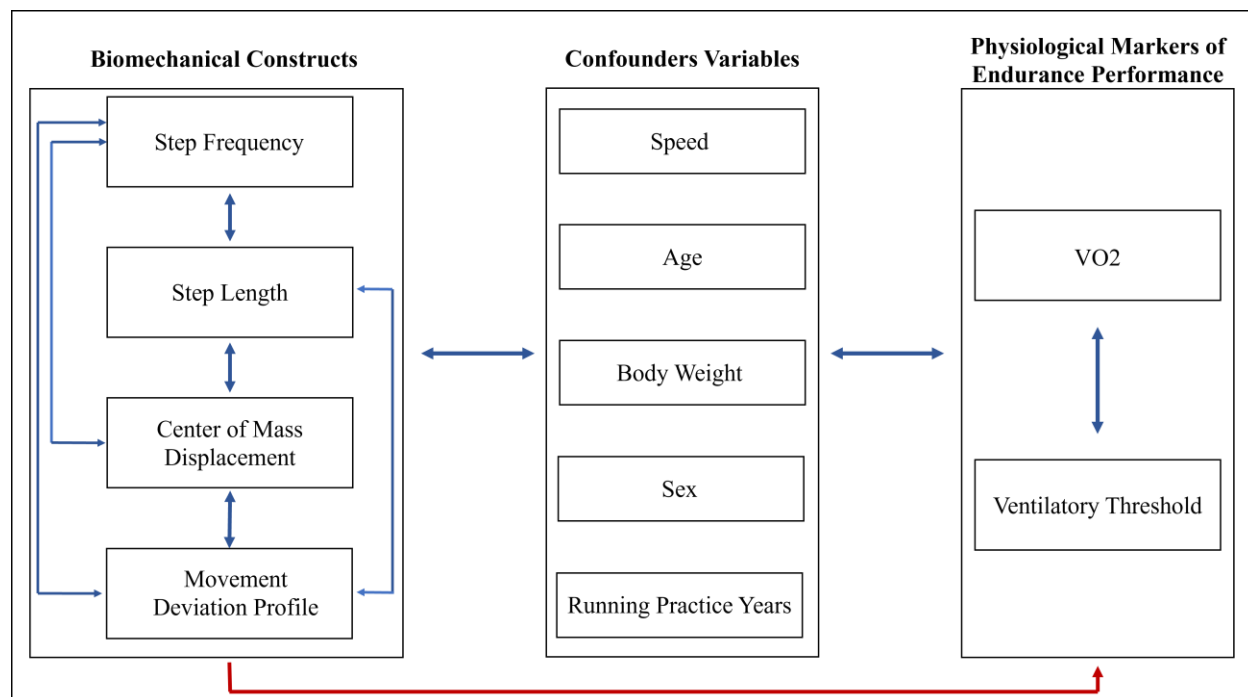 Biomechanical Constructs
Step Frequency
Step Length
Center of Mass
Displacement
Movement
Deviation Profile
Confounders Variables
Speed
Age
Body Weight
Sex
Running Practice Years
Physiological Markers of
Endurance Performance
VO2
Ventilatory Threshold